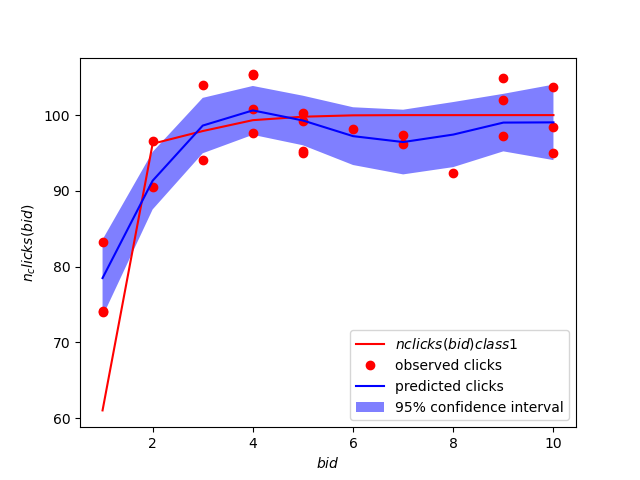 100
90
80
70
60
n_clicks(bid)
nclicks(bid)class1
observed clicks
predicted clicks
95% confidence interval
2
4
6
8
10
bid